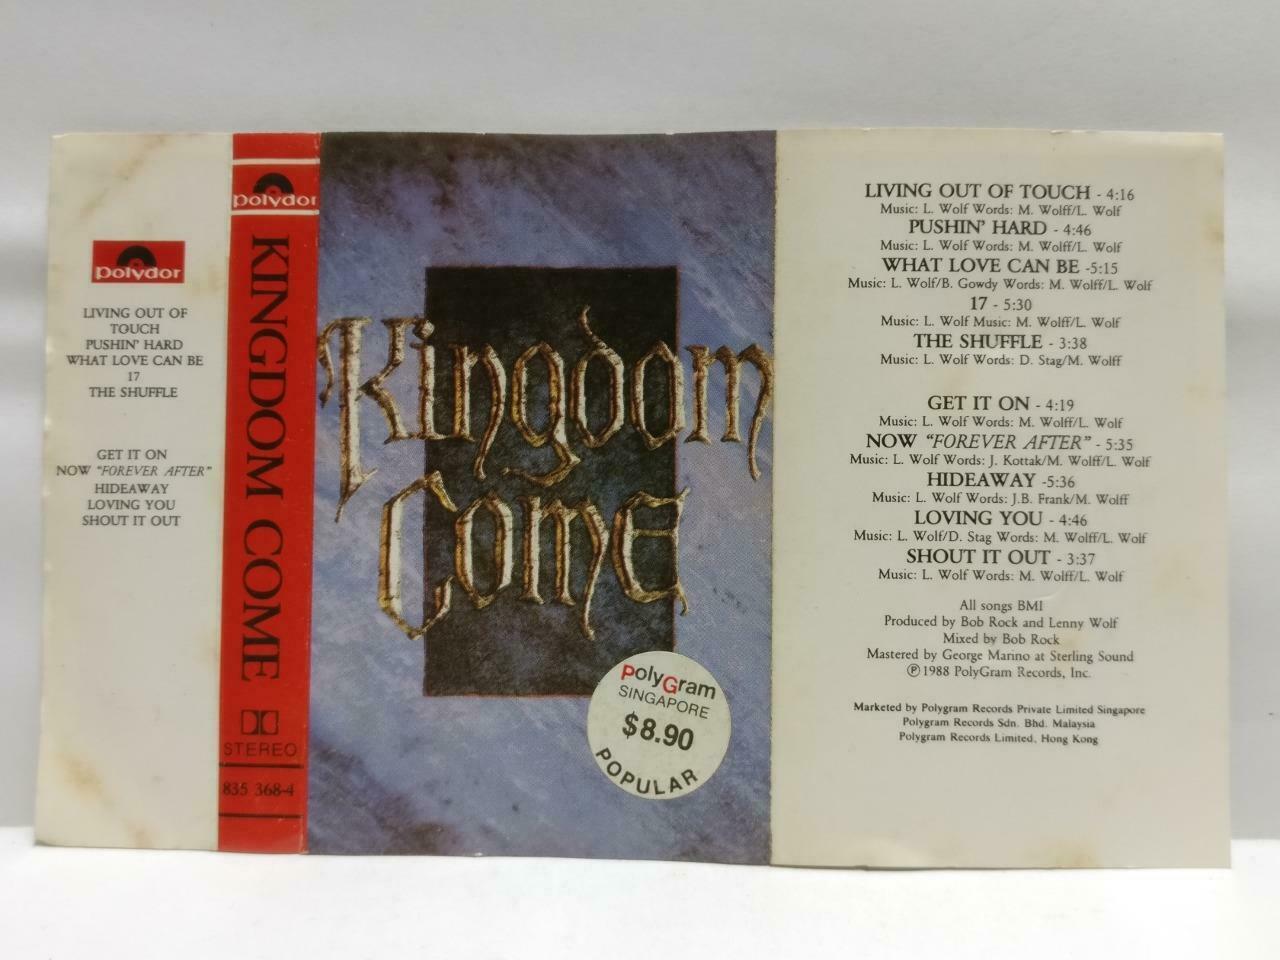 polydor
LIVING OUT OF
TOUCH
PUSHIN' HARD
WHAT LOVE CAN BE
17
THE SHUFFLE
GET IT ON
NOW "FOREVER AFTER"
HIDEAWAY
LOVING YOU
SHOUT IT OUT
polydor
KINGDOM COME
STEREO
835 368-4
Kingdom
Come
PolyGram
SINGAPORE
$8.90
POPULAR
LIVING OUT OF TOUCH - 4:16
Music: L. Wolf Words: M. Wolff/L. Wolf
PUSHIN' HARD - 4:46
Music: L. Wolf Words: M. Wolff/L. Wolf
WHAT LOVE CAN BE -5:15
Music: L. Wolf/B. Gowdy Words: M. Wolff/L. Wolf
17 - 5:30
Music: L. Wolf Music: M. Wolff/L. Wolf
THE SHUFFLE - 3:38
Music: L. Wolf Words: D. Stag/M. Wolff
GET IT ON - 4:19
Music: L. Wolf Words: M. Wolff/L. Wolf
NOW "FOREVER AFTER" - 5:35
Music: L. Wolf Words: J. Kottak/M. Wolff/L. Wolf
HIDEAWAY -5:36
Music: L. Wolf Words: J.B. Frank/M. Wolff
LOVING YOU - 4:46
Music: L. Wolf/D. Stag Words: M. Wolff/L. Wolf
SHOUT IT OUT - 3:37
Music: L. Wolf Words: M. Wolff/L. Wolf
All songs BMI
Produced by Bob Rock and Lenny Wolf
Mixed by Bob Rock
Mastered by George Marino at Sterling Sound
℗ 1988 PolyGram Records, Inc.
Marketed by Polygram Records Private Limited Singapore
Polygram Records Sdn. Bhd. Malaysia
Polygram Records Limited, Hong Kong